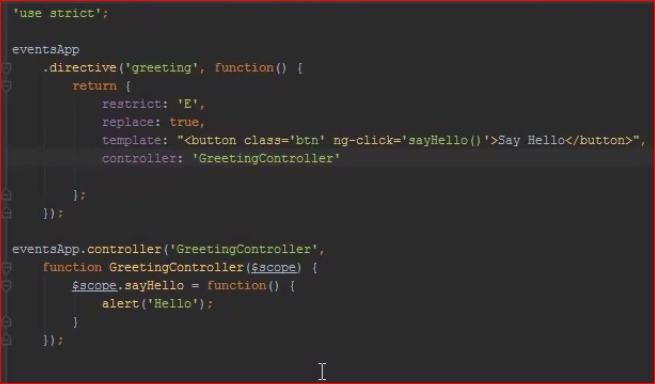 'use strict';
eventsApp
.directive('greeting', function() {
return {
restrict: 'E',
replace: true,
template: "<button class='btn' ng-click='sayHello()'>Say Hello</button>",
controller: 'GreetingController'
};
});
eventsApp.controller('GreetingController',
function GreetingController($scope) {
$scope.sayHello = function() {
alert('Hello');
}
});